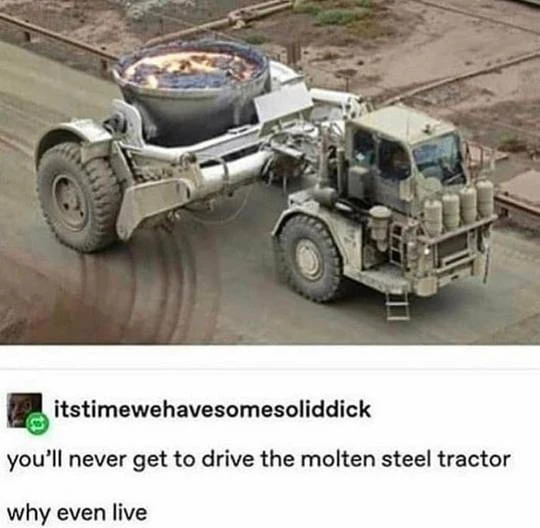 itstimewehavesomesoliddick
you'll never get to drive the molten steel tractor
why even live